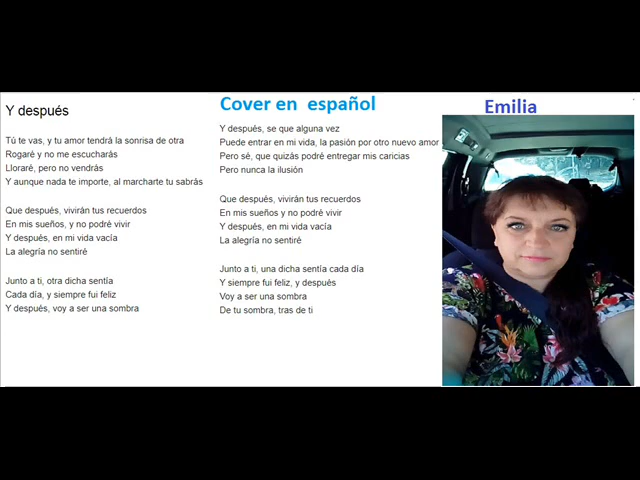 Y después
Tú te vas, y tu amor tendrá la sonrisa de otra
Rogaré y no me escucharás
Lloraré, pero no vendrás
Y aunque nada te importe, al marcharte tu sabrás
Que después, vivirán tus recuerdos
En mis sueños, y no podré vivir
Y después, en mi vida vacía
La alegría no sentiré
Junto a ti, otra dicha sentía
Cada día, y siempre fui feliz
Y después, voy a ser una sombra
Cover en español
Y después, se que alguna vez
Puede entrar en mi vida, la pasión por otro nuevo amor
Pero sé, que quizás podré entregar mis caricias
Pero nunca la ilusión
Que después, vivirán tus recuerdos
En mis sueños y no podré vivir
Y después, en mi vida vacía
La alegría no sentiré
Junto a ti, una dicha sentía cada día
Y siempre fui feliz, y después
Voy a ser una sombra
De tu sombra, tras de ti
Emilia